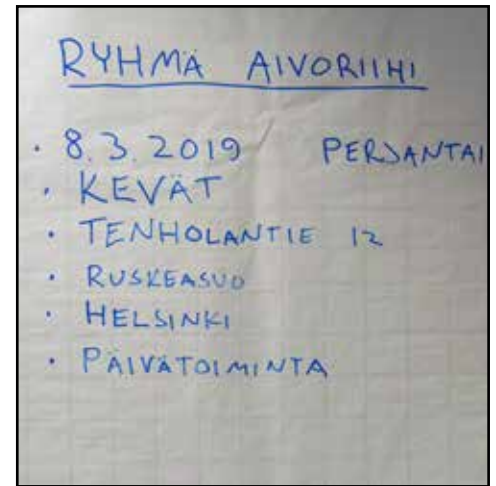 RYHMÄ AIVORIIHI
· 8.3.2019 PERJANTAI
· KEVÄT
· TENHOLANTIE 12
· RUSKEASUO
· HELSINKI
· PÄIVÄTOIMINTA